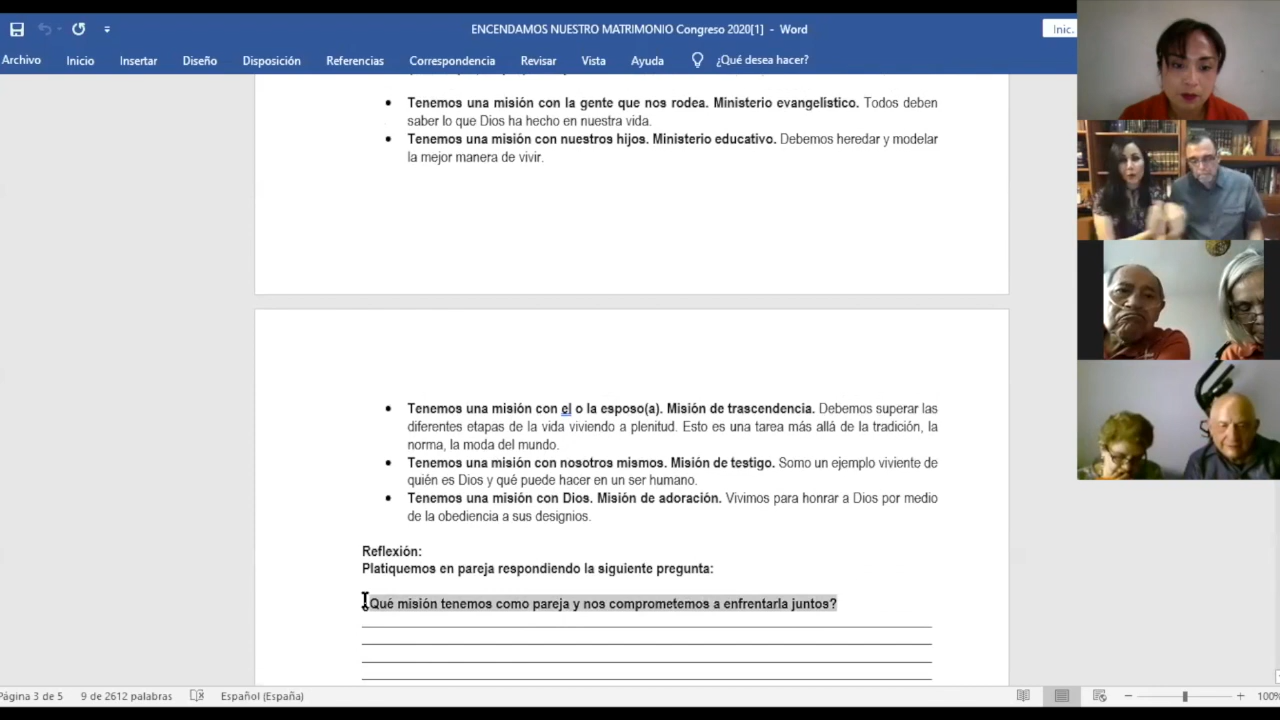 ENCENDAMOS NUESTRO MATRIMONIO Congreso 2020[1] - Word
Inic.
Archivo Inicio Insertar Diseño Disposición Referencias Correspondencia Revisar Vista Ayuda ¿Qué desea hacer?
• Tenemos una misión con la gente que nos rodea. Ministerio evangelístico. Todos deben
saber lo que Dios ha hecho en nuestra vida.
• Tenemos una misión con nuestros hijos. Ministerio educativo. Debemos heredar y modelar
la mejor manera de vivir.
• Tenemos una misión con el o la esposo(a). Misión de trascendencia. Debemos superar las
diferentes etapas de la vida viviendo a plenitud. Esto es una tarea más allá de la tradición, la
norma, la moda del mundo.
• Tenemos una misión con nosotros mismos. Misión de testigo. Somo un ejemplo viviente de
quién es Dios y qué puede hacer en un ser humano.
• Tenemos una misión con Dios. Misión de adoración. Vivimos para honrar a Dios por medio
de la obediencia a sus designios.
Reflexión:
Platiquemos en pareja respondiendo la siguiente pregunta:
¿Qué misión tenemos como pareja y nos comprometemos a enfrentarla juntos?
Página 3 de 5 9 de 2612 palabras Español (España) 100%